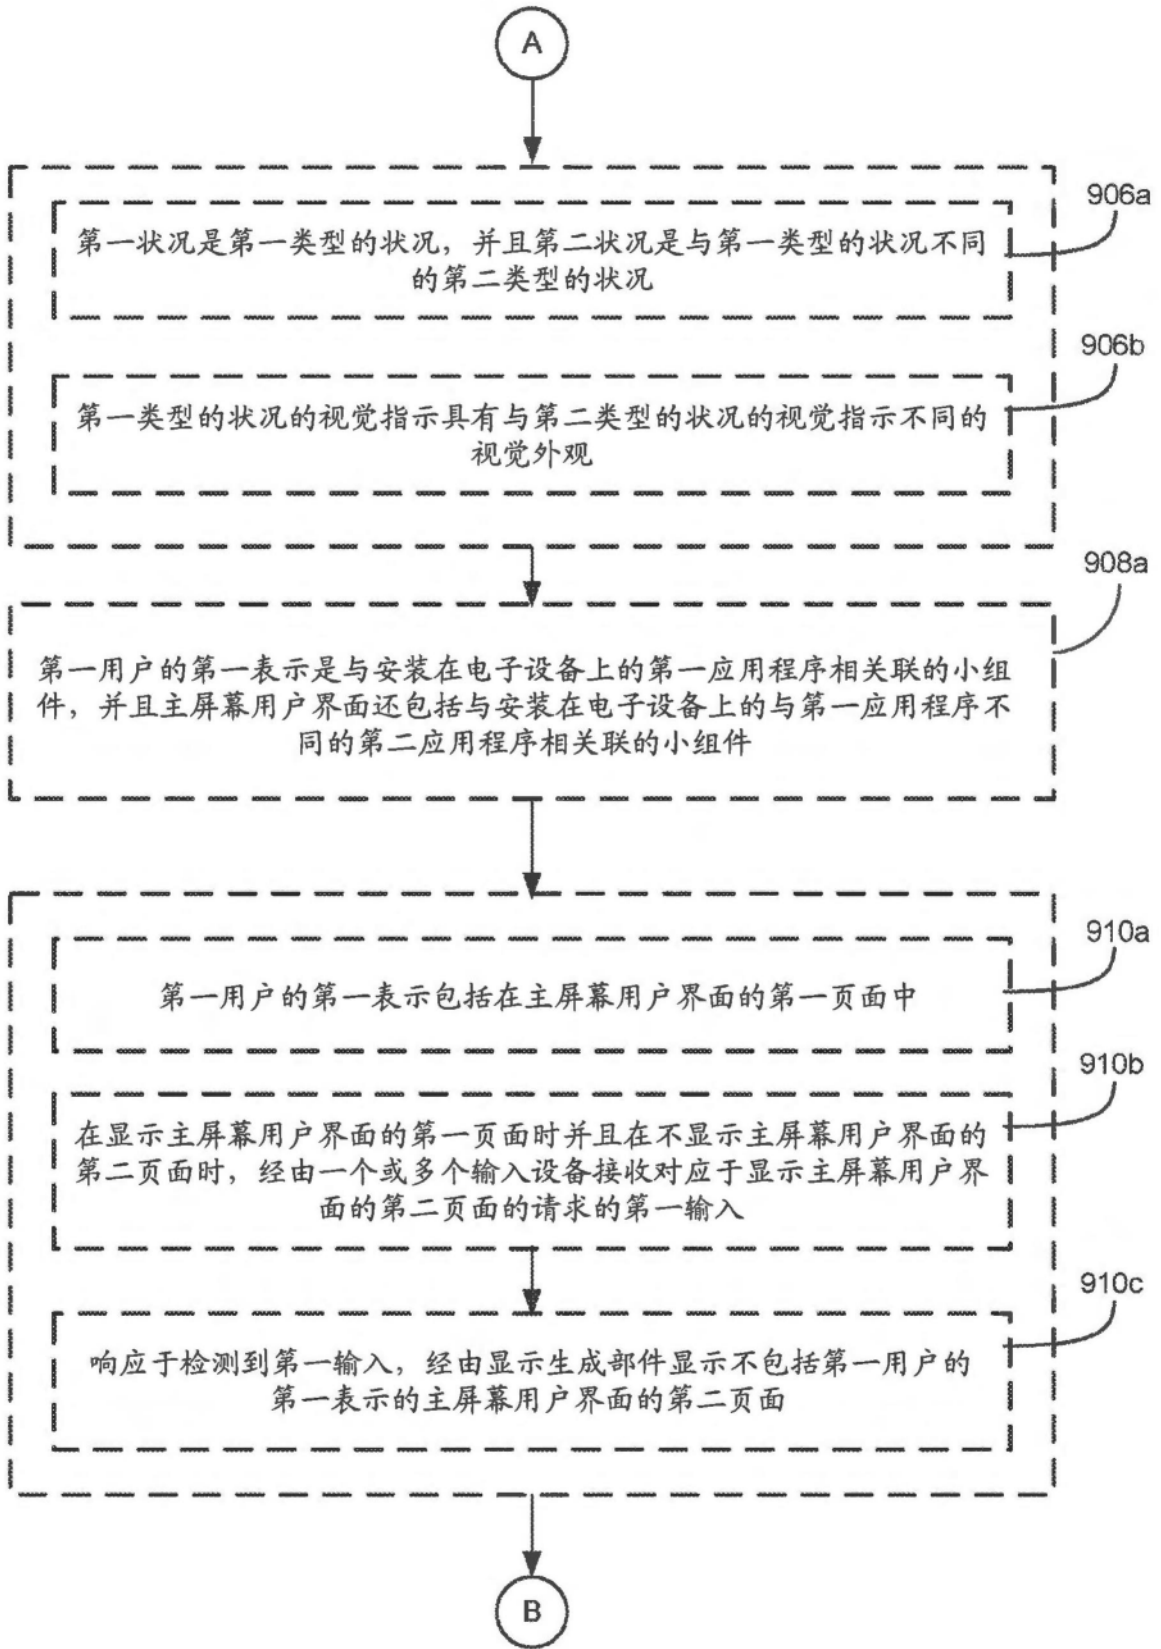 A
906a
第一状况是第一类型的状况，并且第二状况是与第一类型的状况不同
的第二类型的状况
906b
第一类型的状况的视觉指示具有与第二类型的状况的视觉指示不同的
视觉外观
908a
第一用户的第一表示是与安装在电子设备上的第一应用程序相关联的小组
件，并且主屏幕用户界面还包括与安装在电子设备上的与第一应用程序不
同的第二应用程序相关联的小组件
910a
第一用户的第一表示包括在主屏幕用户界面的第一页面中
910b
在显示主屏幕用户界面的第一页面时并且在不显示主屏幕用户界面的
第二页面时，经由一个或多个输入设备接收对应于显示主屏幕用户界
面的第二页面的请求的第一输入
910c
响应于检测到第一输入，经由显示生成部件显示不包括第一用户的
第一表示的主屏幕用户界面的第二页面
B